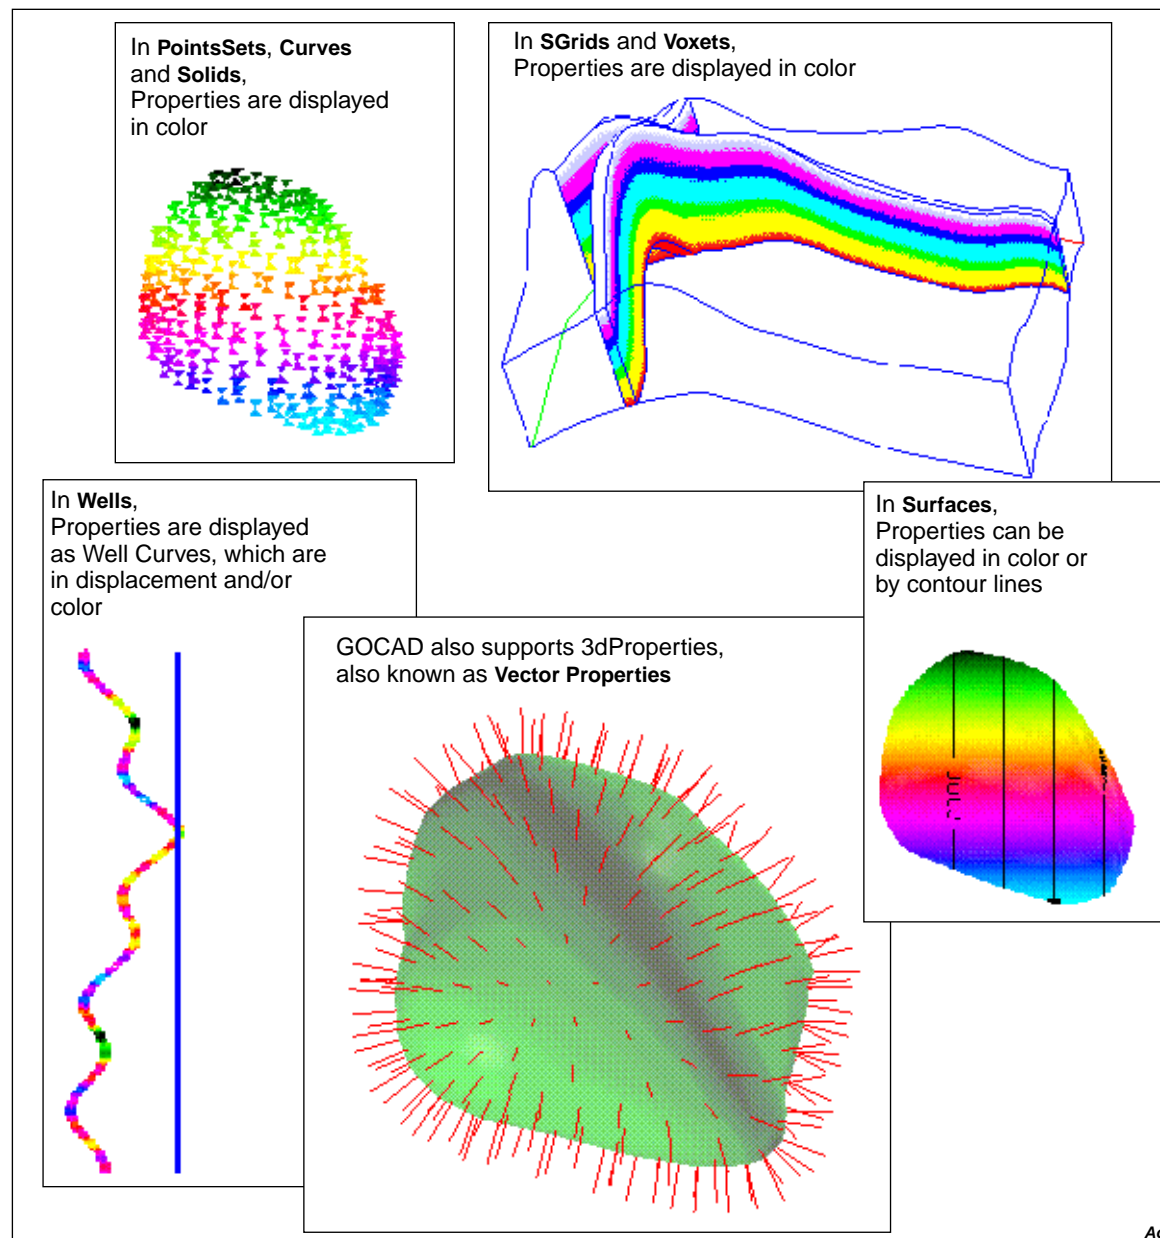 In PointsSets, Curves
and Solids,
Properties are displayed
in color
In SGrids and Voxets,
Properties are displayed in color
In Wells,
Properties are displayed
as Well Curves, which are
in displacement and/or
color
In Surfaces,
Properties can be
displayed in color or
by contour lines
GOCAD also supports 3dProperties,
also known as Vector Properties